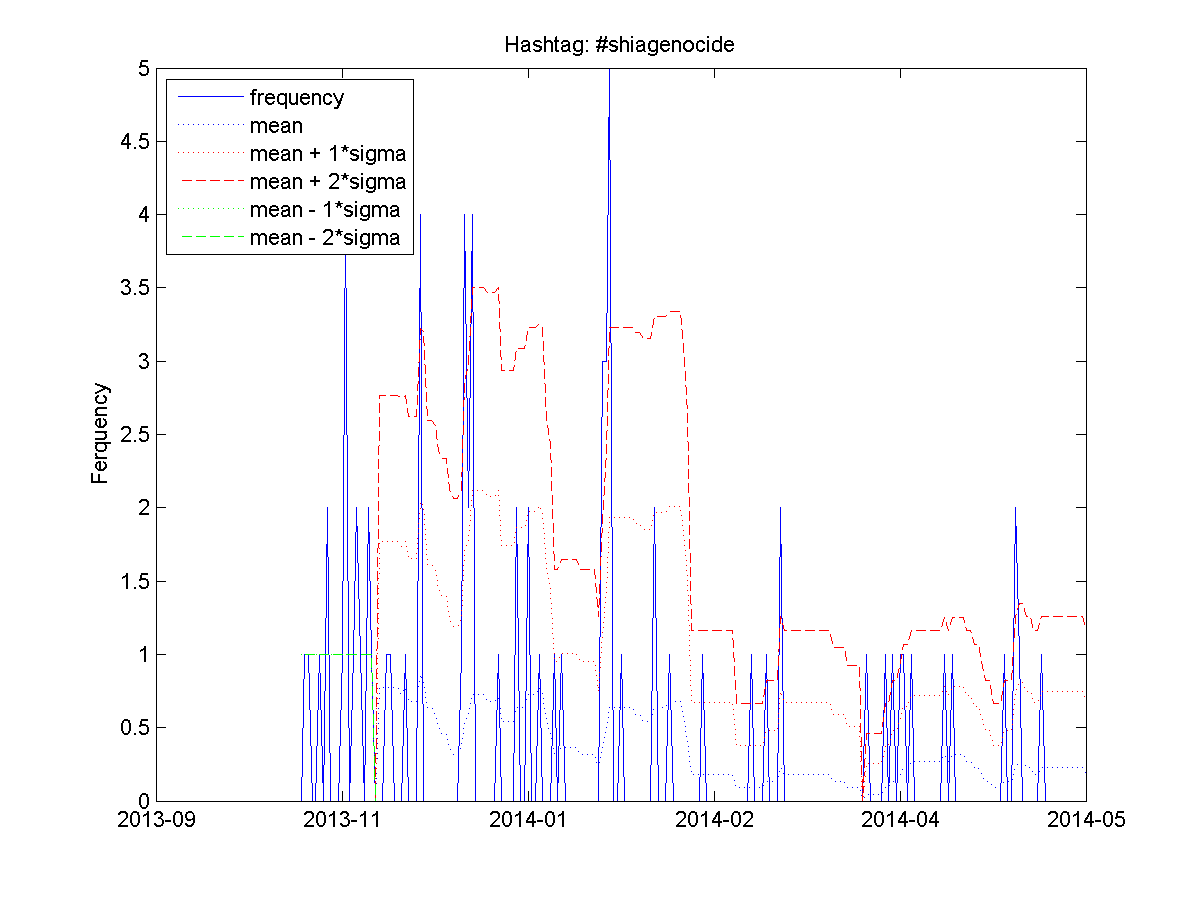 Hashtag: #shiagenocide
5
4.5
4
3.5
3
2.5
2
1.5
1
0.5
0
Ferquency
frequency
mean
mean + 1*sigma
mean + 2*sigma
mean - 1*sigma
mean - 2*sigma
2013-09 2013-11 2014-01 2014-02 2014-04 2014-05